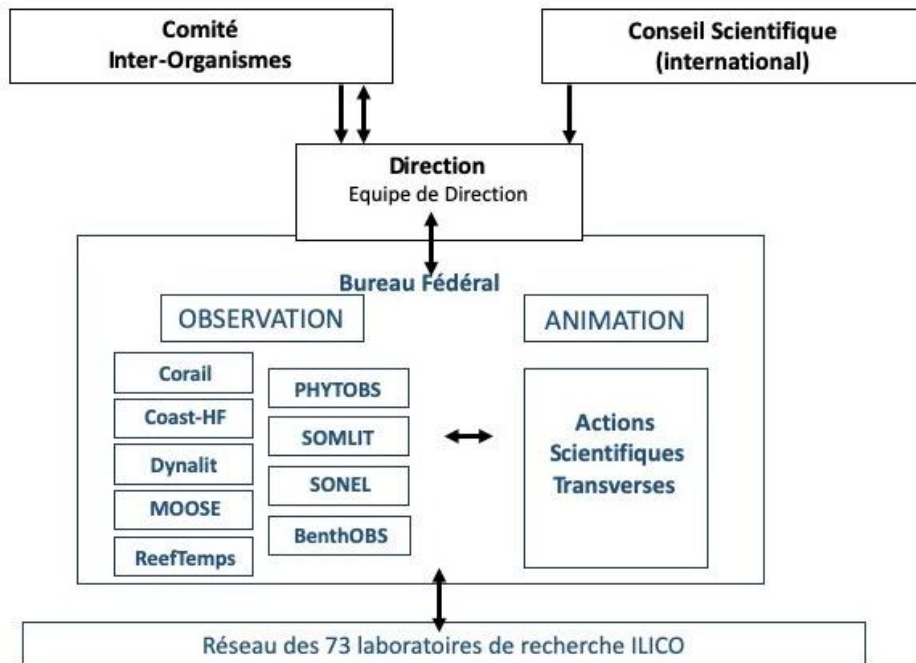 Comité
Inter-Organismes
Conseil Scientifique
(international)
Direction
Equipe de Direction
Bureau Fédéral
OBSERVATION
ANIMATION
Corail
Coast-HF
Dynalit
MOOSE
ReefTemps
PHYTOBS
SOMLIT
SONEL
BenthOBS
Actions
Scientifiques
Transverses
Réseau des 73 laboratoires de recherche ILICO